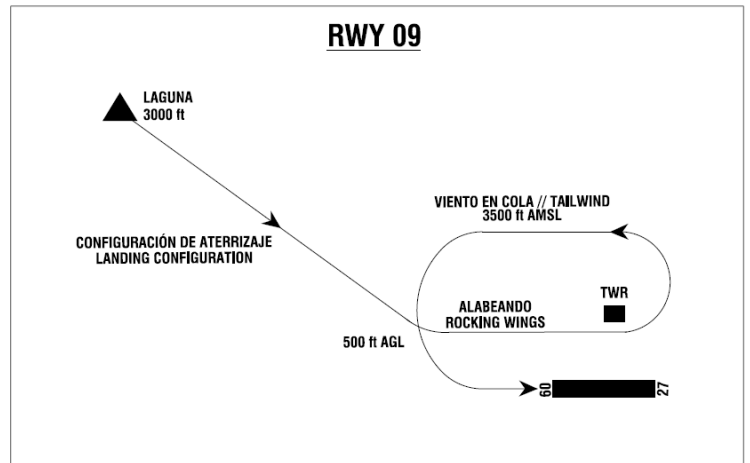 RWY 09
LAGUNA
3000 ft
VIENTO EN COLA // TAILWIND
3500 ft AMSL
CONFIGURACIÓN DE ATERRIZAJE
LANDING CONFIGURATION
TWR
ALABEANDO
ROCKING WINGS
500 ft AGL
09
27